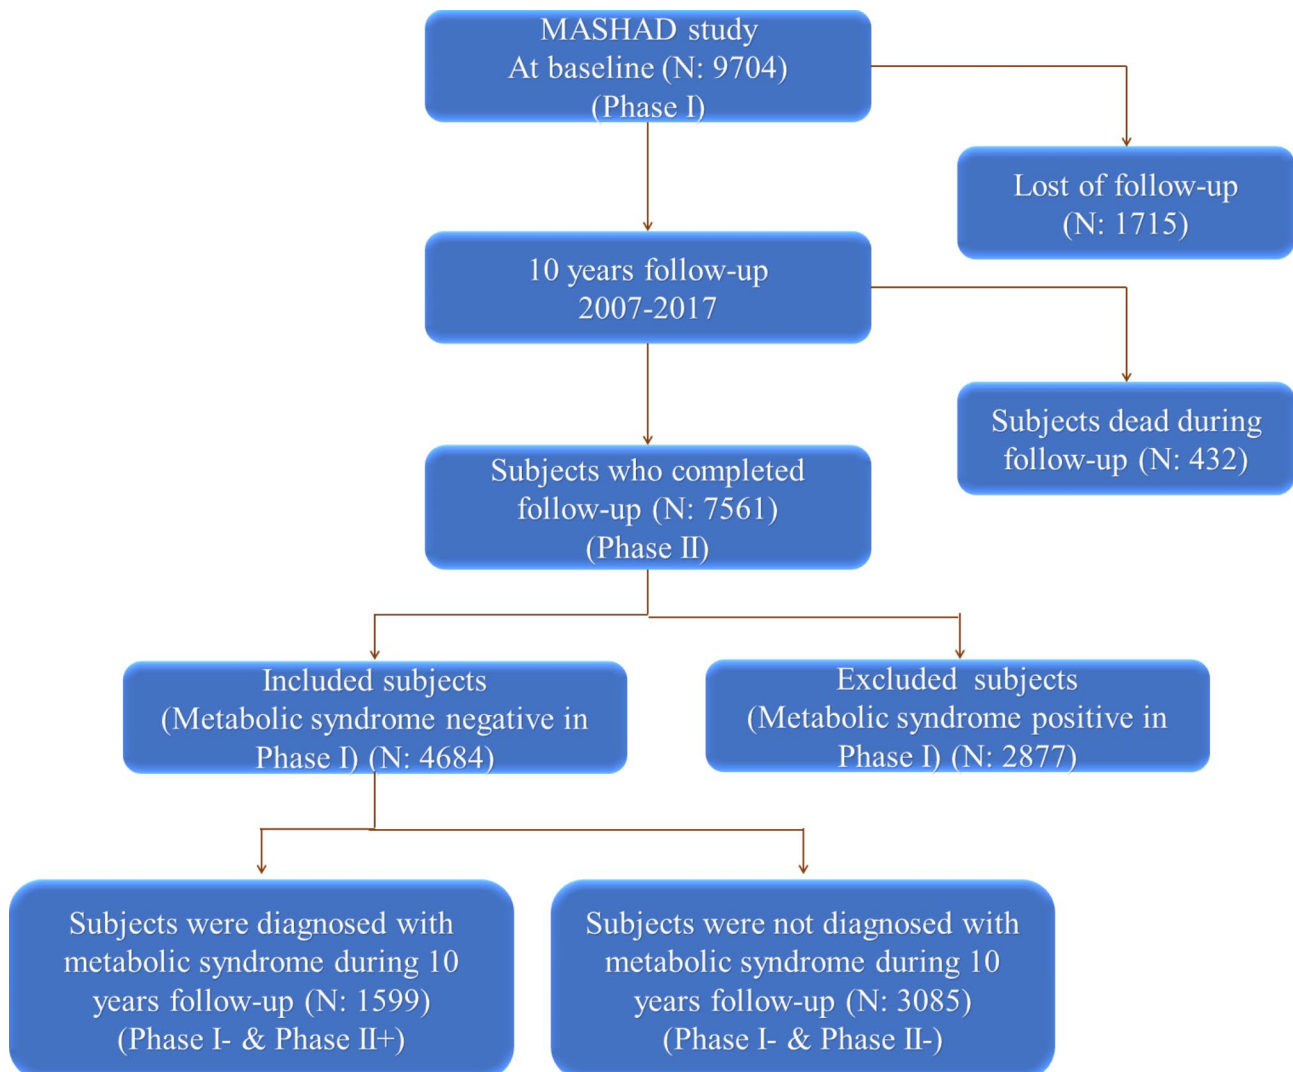 MASHAD study
At baseline (N: 9704)
(Phase I)
Lost of follow-up
(N: 1715)
10 years follow-up
2007-2017
Subjects dead during
follow-up (N: 432)
Subjects who completed
follow-up (N: 7561)
(Phase II)
Included subjects
(Metabolic syndrome negative in
Phase I) (N: 4684)
Excluded subjects
(Metabolic syndrome positive in
Phase I) (N: 2877)
Subjects were diagnosed with
metabolic syndrome during 10
years follow-up (N: 1599)
(Phase I- & Phase II+)
Subjects were not diagnosed with
metabolic syndrome during 10
years follow-up (N: 3085)
(Phase I- & Phase II-)